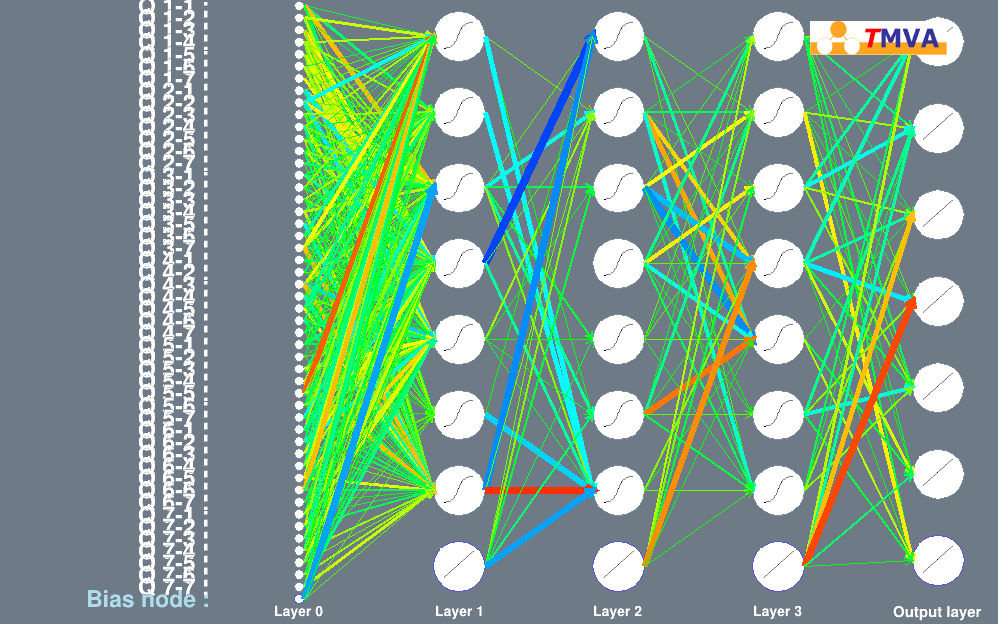 Q 1-1 :
Q 1-2 :
Q 1-3 :
Q 1-4 :
Q 1-5 :
Q 1-6 :
Q 1-7 :
Q 2-1 :
Q 2-2 :
Q 2-3 :
Q 2-4 :
Q 2-5 :
Q 2-6 :
Q 2-7 :
Q 3-1 :
Q 3-2 :
Q 3-3 :
Q 3-4 :
Q 3-5 :
Q 3-6 :
Q 3-7 :
Q 4-1 :
Q 4-2 :
Q 4-3 :
Q 4-4 :
Q 4-5 :
Q 4-6 :
Q 4-7 :
Q 5-1 :
Q 5-2 :
Q 5-3 :
Q 5-4 :
Q 5-5 :
Q 5-6 :
Q 5-7 :
Q 6-1 :
Q 6-2 :
Q 6-3 :
Q 6-4 :
Q 6-5 :
Q 6-6 :
Q 6-7 :
Q 7-1 :
Q 7-2 :
Q 7-3 :
Q 7-4 :
Q 7-5 :
Q 7-6 :
Q 7-7 :
Bias node :
TMVA
Layer 0
Layer 1
Layer 2
Layer 3
Output layer